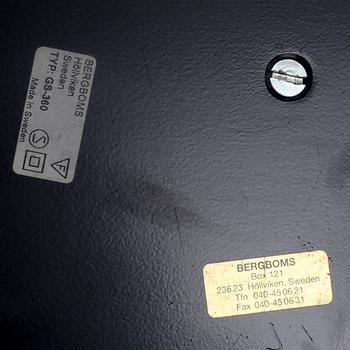 BERGBOMS
Höllviken
Sweden
TYP: GS-360
Made in Sweden
S
F
BERGBOMS
Box 121
236 23 Höllviken, Sweden
Tfn 040-45 06 21
Fax 040-45 06 31